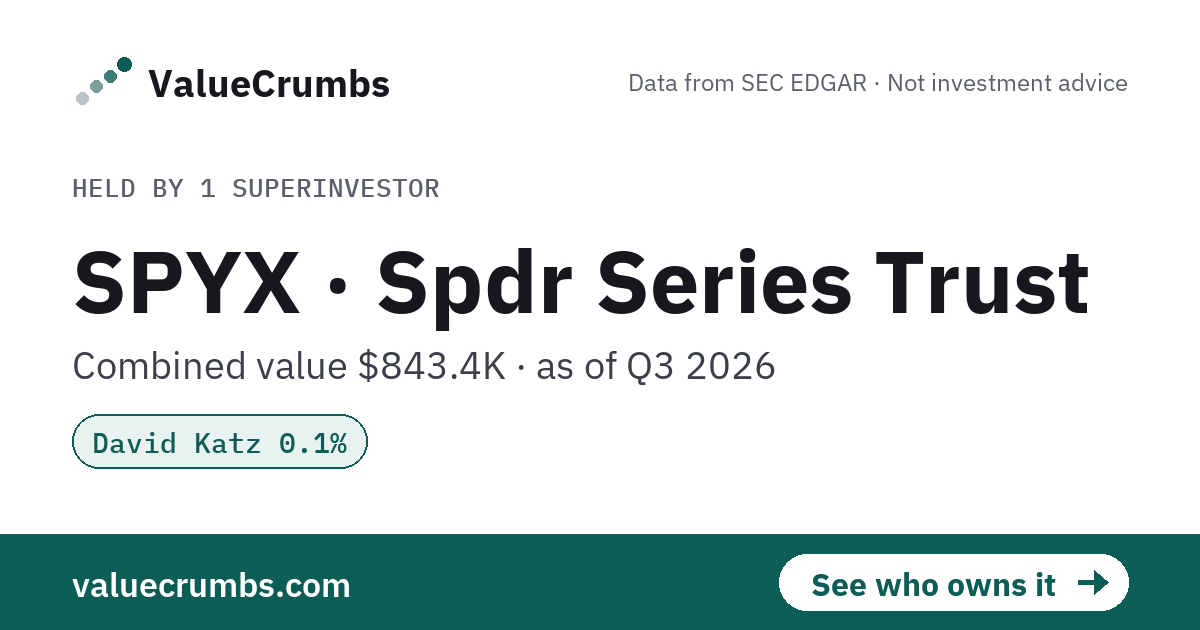 ValueCrumbs
Data from SEC EDGAR · Not investment advice
HELD BY 1 SUPERINVESTOR
SPYX · Spdr Series Trust
Combined value $843.4K · as of Q3 2026
David Katz 0.1%
valuecrumbs.com
See who owns it →